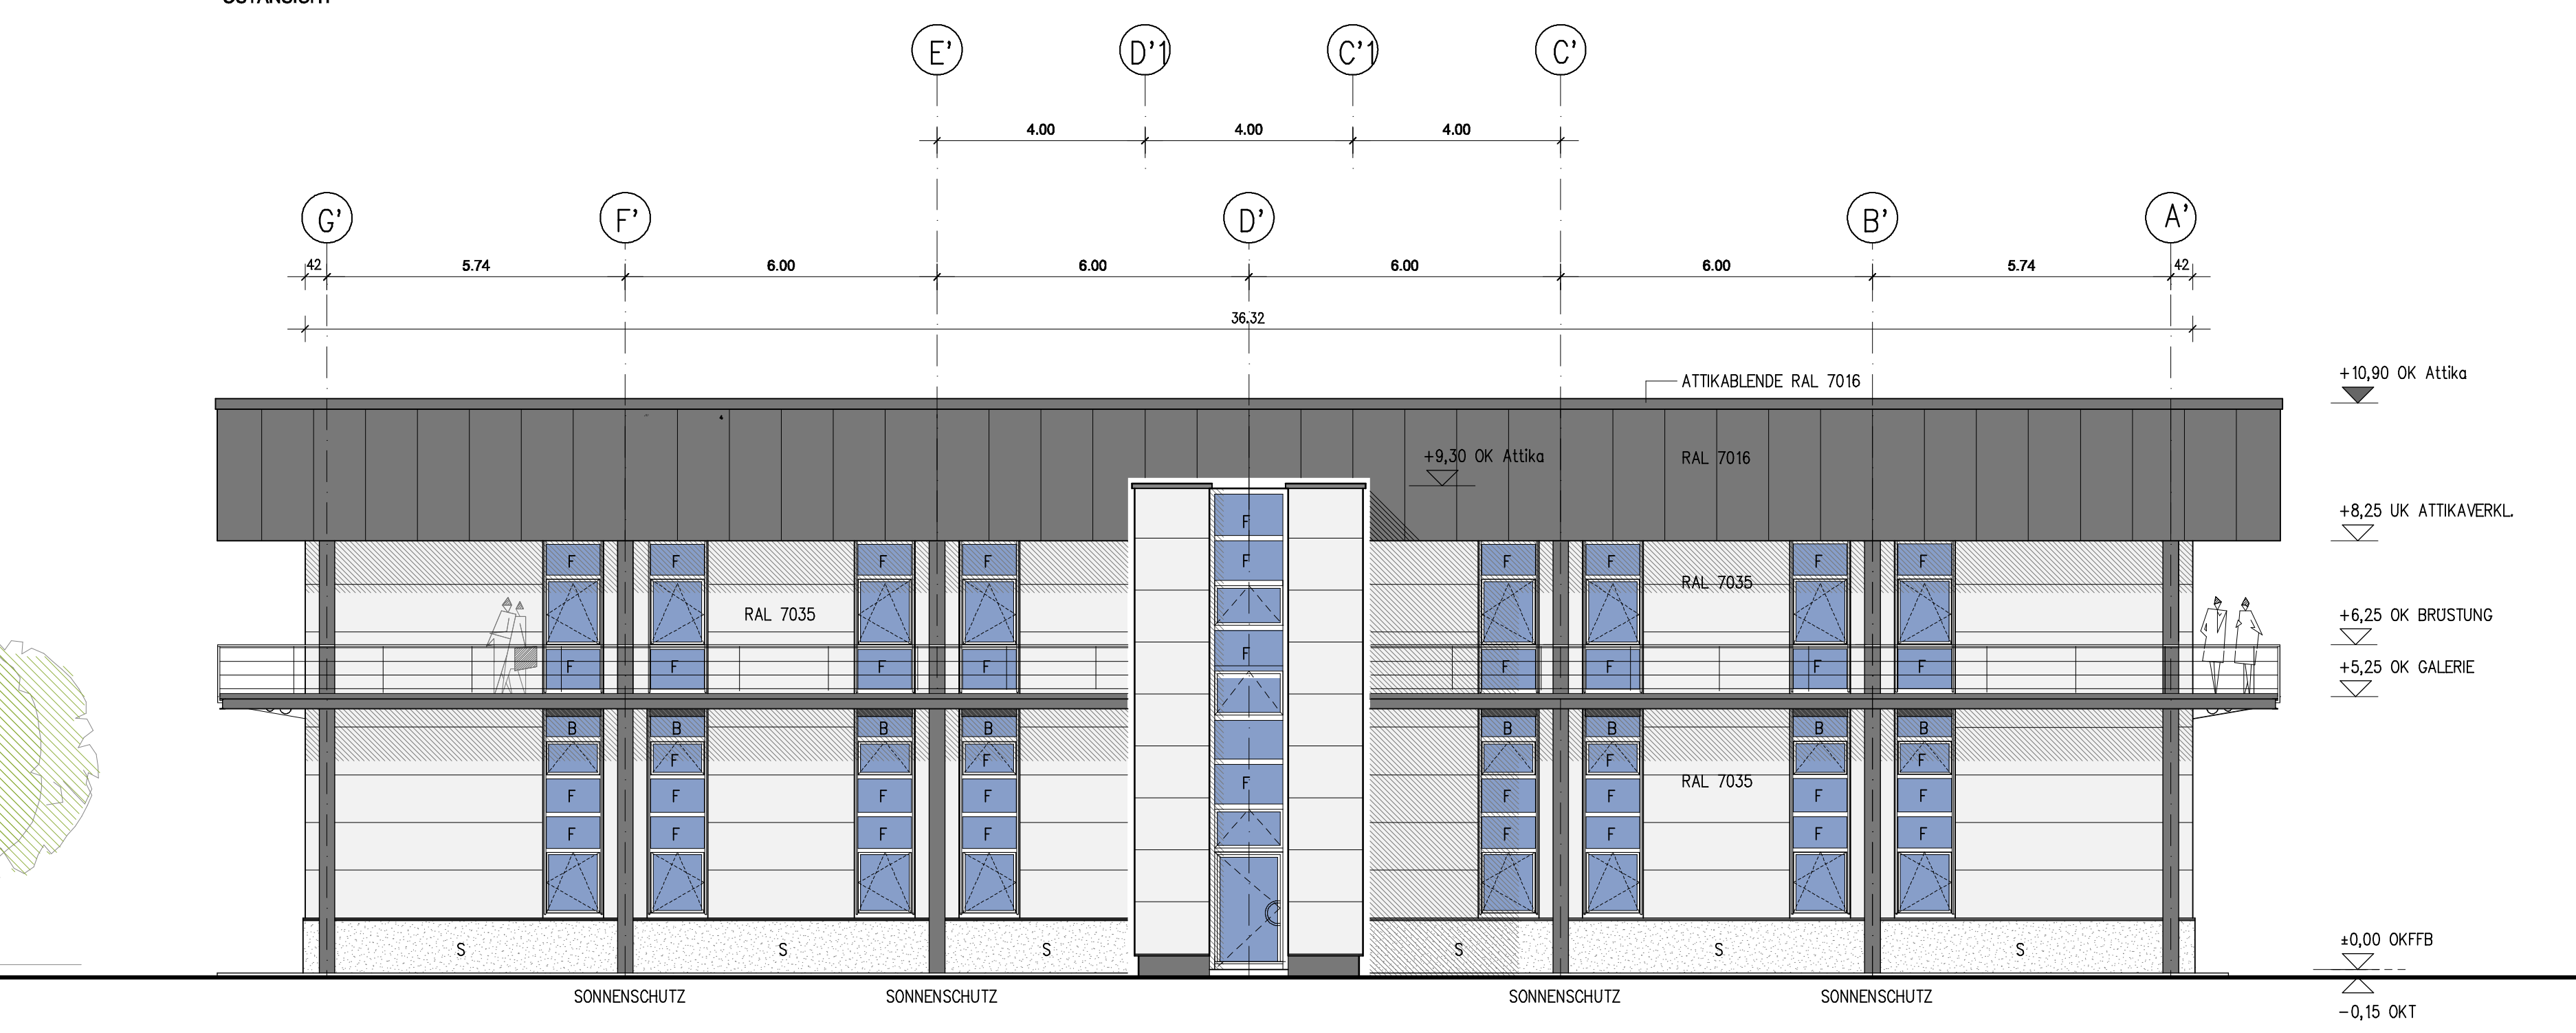 E' D'1 C'1 C'
4.00 4.00 4.00
G' F' D' B' A'
42 5.74 6.00 6.00 6.00 6.00 5.74 42
36.32
ATTIKABLENDE RAL 7016
+10,90 OK Attika
+9,30 OK Attika
RAL 7016
+8,25 UK ATTIKAVERKL.
F
F F F F F F F F F
RAL 7035
RAL 7035
+6,25 OK BRÜSTUNG
F
F F F F F F F F
+5,25 OK GALERIE
B B B B B B B B
F F F F
RAL 7035
F
F F F F F F F F
F F F F F F F F
S S S S S S
±0,00 OKFFB
SONNENSCHUTZ SONNENSCHUTZ SONNENSCHUTZ SONNENSCHUTZ
-0,15 OKT